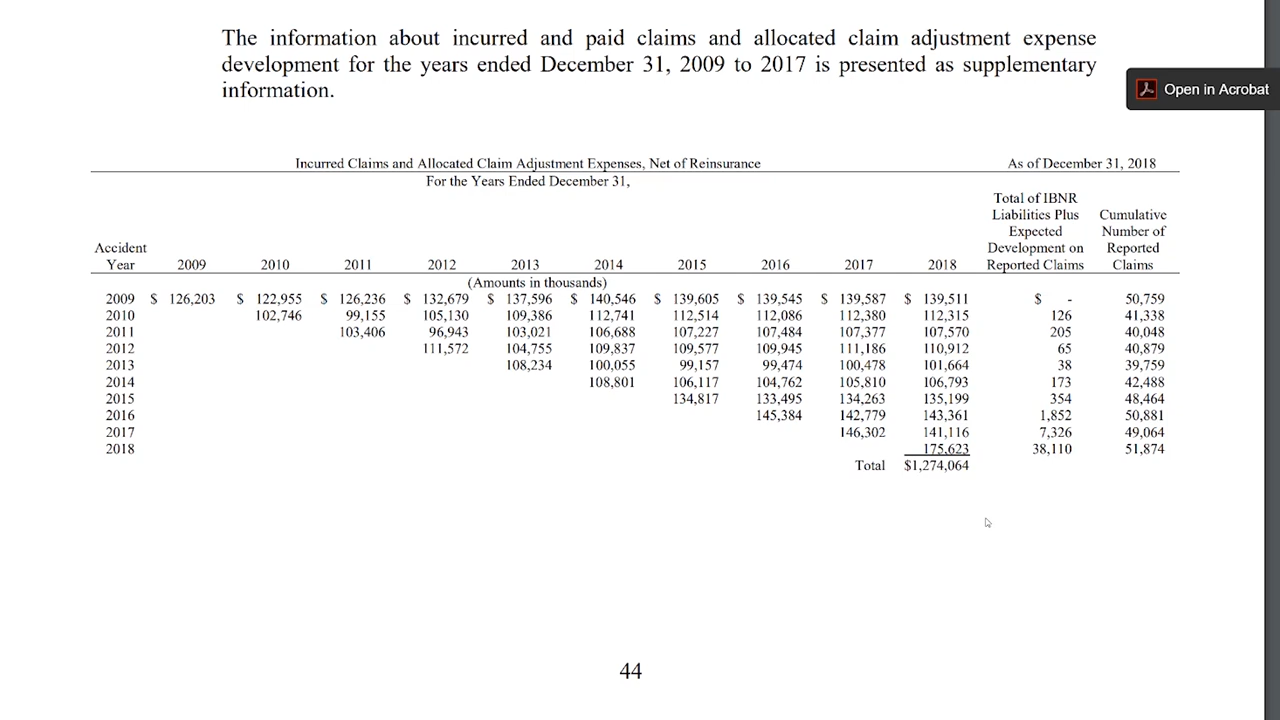 The information about incurred and paid claims and allocated claim adjustment expense
development for the years ended December 31, 2009 to 2017 is presented as supplementary
information.
Open in Acrobat
Incurred Claims and Allocated Claim Adjustment Expenses, Net of Reinsurance As of December 31, 2018
For the Years Ended December 31,
Total of IBNR
Liabilities Plus Cumulative
Expected Number of
Accident Development on Reported
Year 2009 2010 2011 2012 2013 2014 2015 2016 2017 2018 Reported Claims Claims
(Amounts in thousands)
2009 $ 126,203 $ 122,955 $ 126,236 $ 132,679 $ 137,596 $ 140,546 $ 139,605 $ 139,545 $ 139,587 $ 139,511 $ - 50,759
2010 102,746 99,155 105,130 109,386 112,741 112,514 112,086 112,380 112,315 126 41,338
2011 103,406 96,943 103,021 106,688 107,227 107,484 107,377 107,570 205 40,048
2012 111,572 104,755 109,837 109,577 109,945 111,186 110,912 65 40,879
2013 108,234 100,055 99,157 99,474 100,478 101,664 38 39,759
2014 108,801 106,117 104,762 105,810 106,793 173 42,488
2015 134,817 133,495 134,263 135,199 354 48,464
2016 145,384 142,779 143,361 1,852 50,881
2017 146,302 141,116 7,326 49,064
2018 175,623 38,110 51,874
Total $1,274,064
44